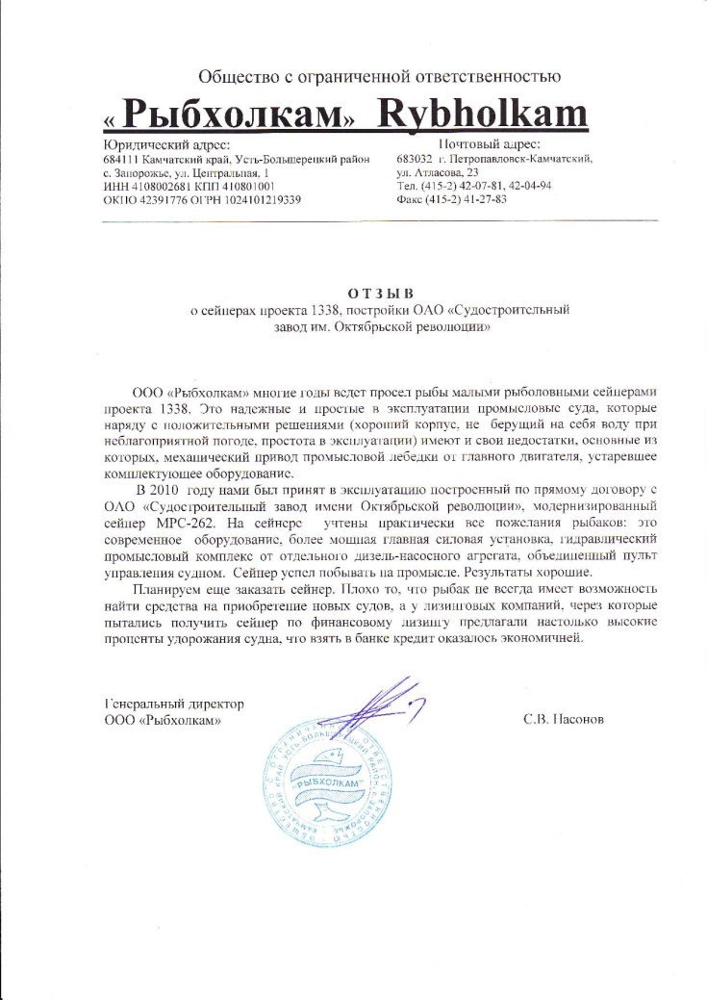 Общество с ограниченной ответственностью
« Рыбхолкам» Rybholkam
Юридический адрес:
684111 Камчатский край, Усть-Большерецкий район
с. Запорожье, ул. Центральная, 1
ИНН 4108002681 КПП 410801001
ОКПО 42391776 ОГРН 1024101219339
Почтовый адрес:
683032 г. Петропавловск-Камчатский,
ул. Атласова, 23
Тел. (415-2) 42-07-81, 42-04-94
Факс (415-2) 41-27-83
О Т З Ы В
о сейнерах проекта 1338, постройки ОАО «Судостроительный
завод им. Октябрьской революции»
ООО «Рыбхолкам» многие годы ведет просел рыбы малыми рыболовными сейнерами
проекта 1338. Это надежные и простые в эксплуатации промысловые суда, которые
наряду с положительными решениями (хороший корпус, не берущий на себя воду при
неблагоприятной погоде, простота в эксплуатации) имеют и свои недостатки, основные из
которых, механический привод промысловой лебедки от главного двигателя, устаревшее
комплектующее оборудование.
В 2010 году нами был принят в эксплуатацию построенный по прямому договору с
ОАО «Судостроительный завод имени Октябрьской революции», модернизированный
сейнер МРС-262. На сейнере учтены практически все пожелания рыбаков: это
современное оборудование, более мощная главная силовая установка, гидравлический
промысловый комплекс от отдельного дизель-насосного агрегата, объединенный пульт
управления судном. Сейнер успел побывать на промысле. Результаты хорошие.
Планируем еще заказать сейнер. Плохо то, что рыбак не всегда имеет возможность
найти средства на приобретение новых судов, а у лизинговых компаний, через которые
пытались получить сейнер по финансовому лизингу предлагали настолько высокие
проценты удорожания судна, что взять в банке кредит оказалось экономичней.
Генеральный директор
ООО «Рыбхолкам»
С.В. Пасонов
ОБЩЕСТВО С ОГРАНИЧЕННОЙ ОТВЕТСТВЕННОСТЬЮ
КАМЧАТСКИЙ КРАЙ УСТЬ-БОЛЬШЕРЕЦКИЙ РАЙОН с. ЗАПОРОЖЬЕ
"РЫБХОЛКАМ"